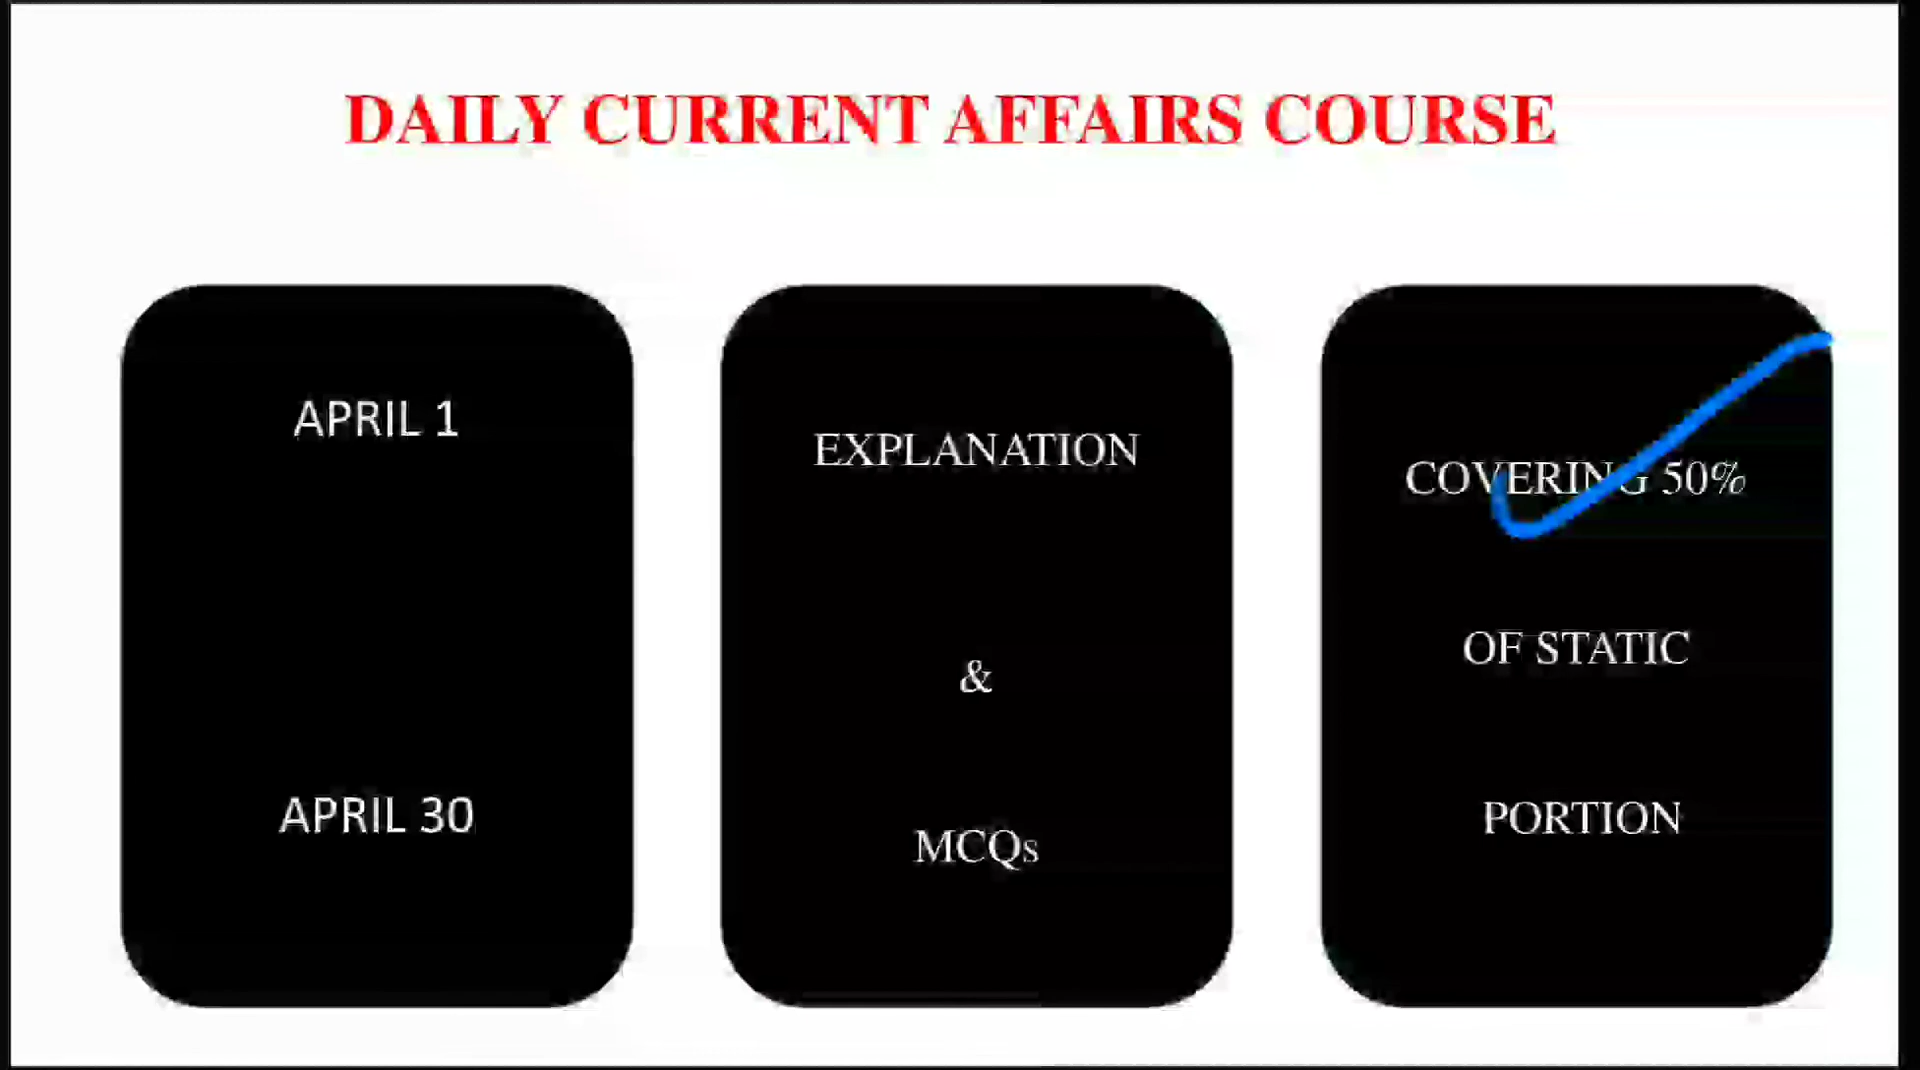 DAILY CURRENT AFFAIRS COURSE
APRIL 1
APRIL 30
EXPLANATION
&
MCQs
COVERING 50%
OF STATIC
PORTION